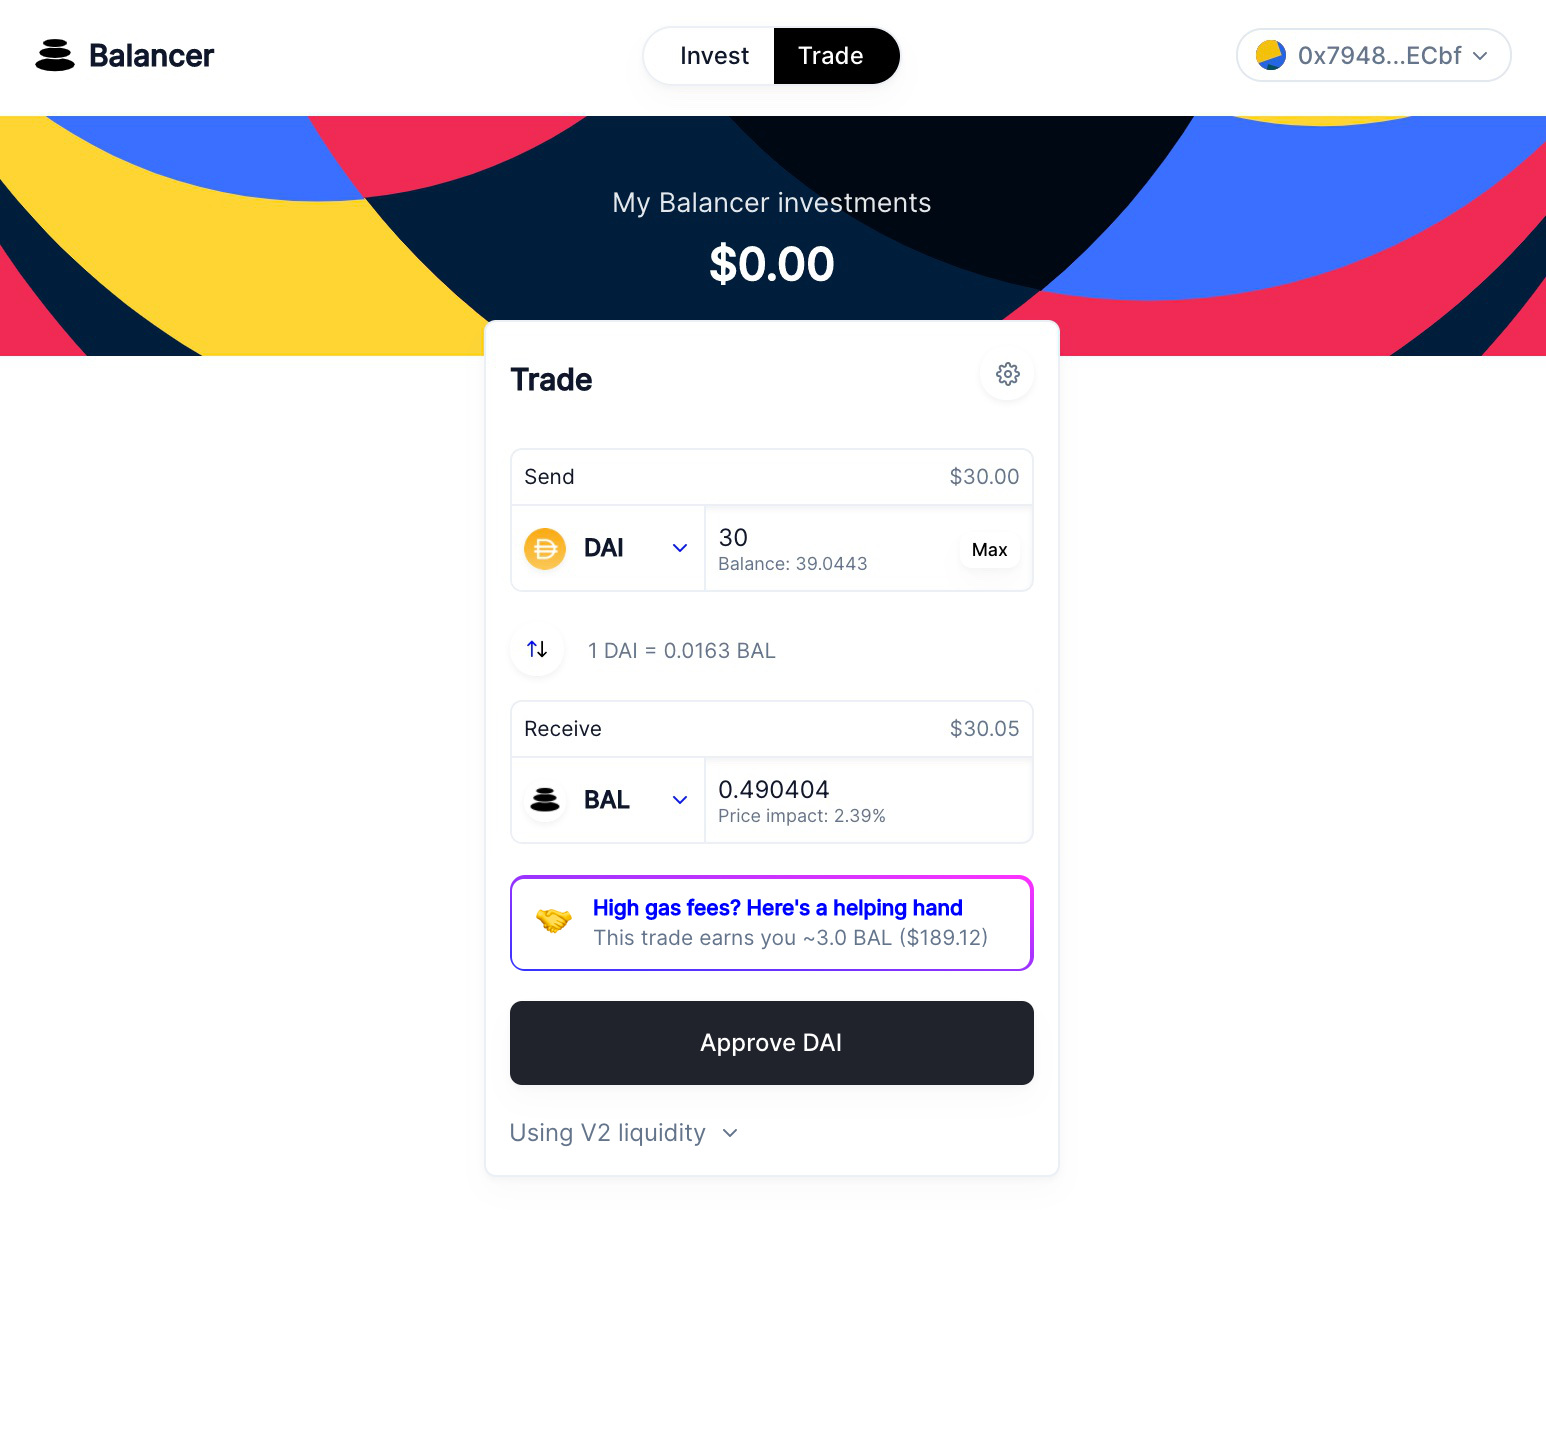 Balancer
Invest
Trade
0x7948...ECbf
My Balancer investments
$0.00
Trade
Send
$30.00
DAI
30
Balance: 39.0443
Max
1 DAI = 0.0163 BAL
Receive
$30.05
BAL
0.490404
Price impact: 2.39%
High gas fees? Here's a helping hand
This trade earns you ~3.0 BAL ($189.12)
Approve DAI
Using V2 liquidity